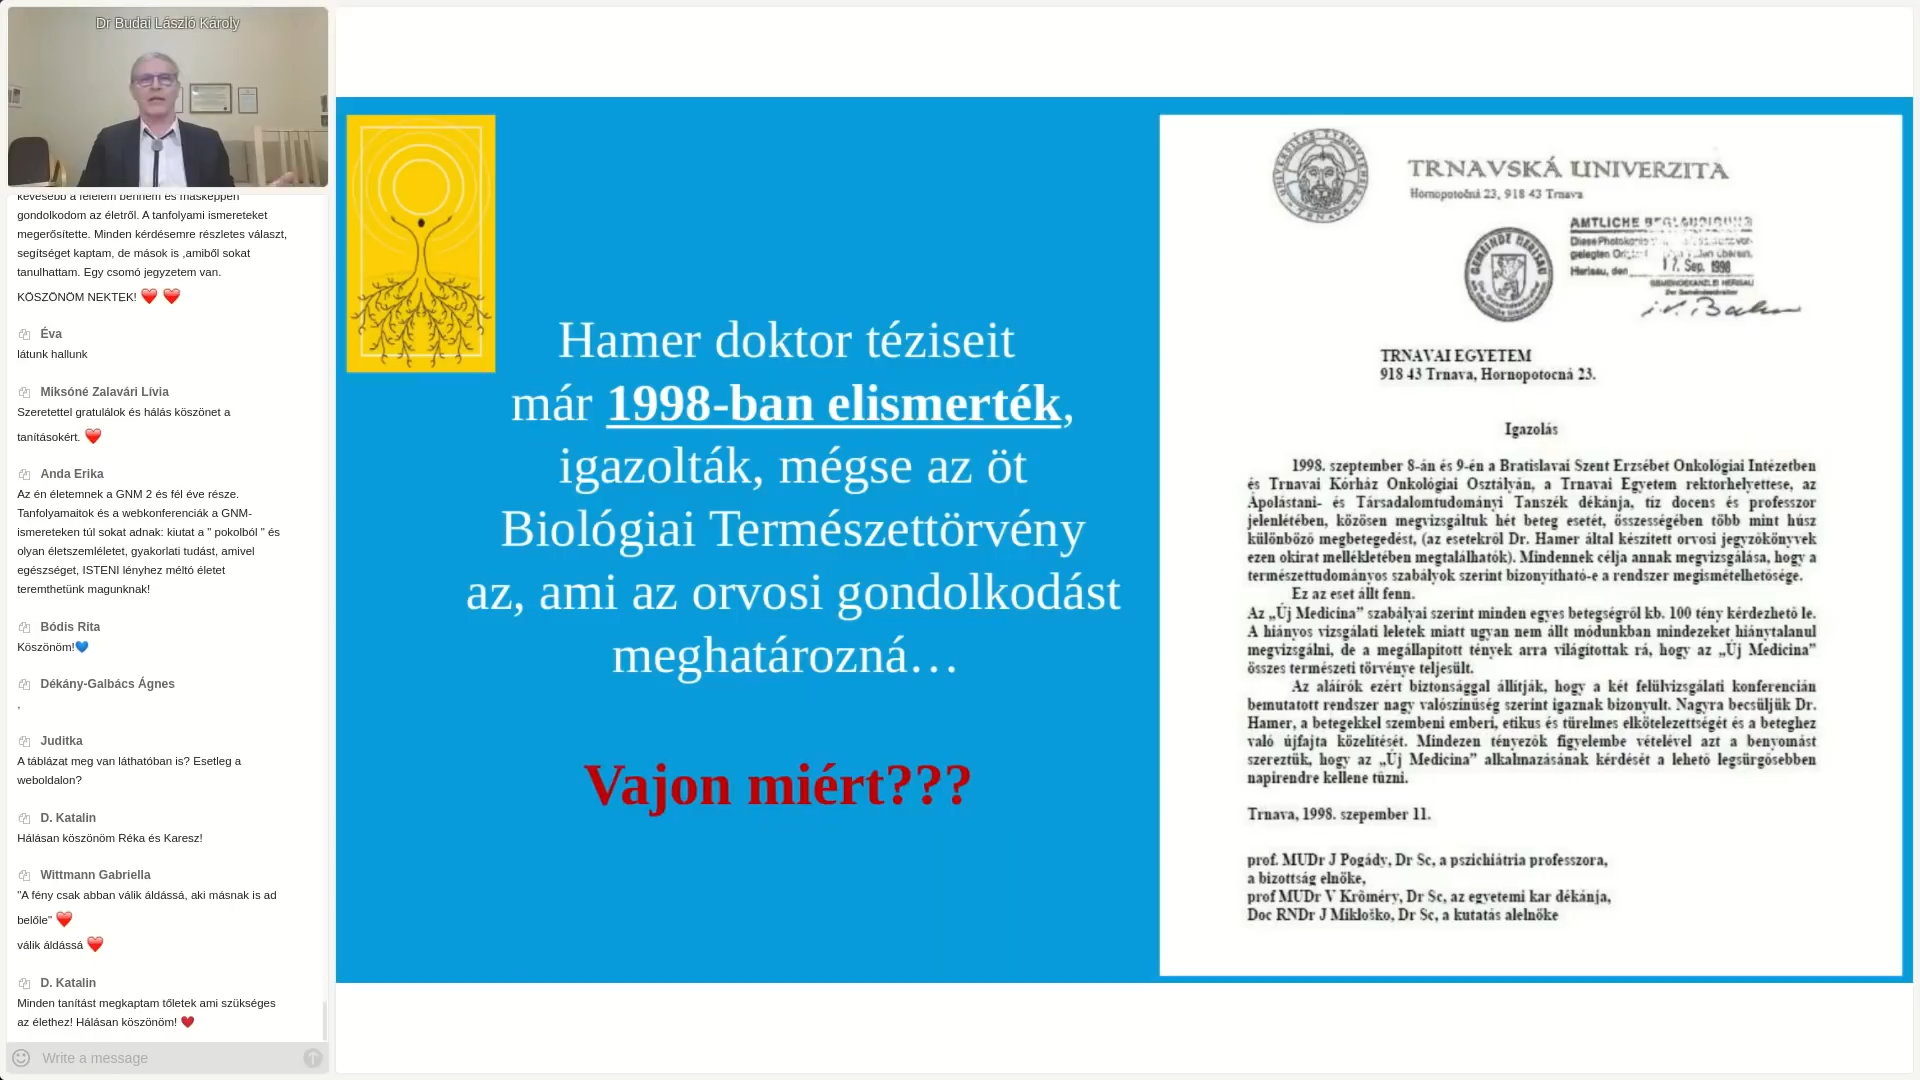 Dr Budai László Károly
kevesebb a félelem bennem és másképpen
gondolkodom az életről. A tanfolyami ismereteket
megerősítette. Minden kérdésemre részletes választ,
segítséget kaptam, de mások is ,amiből sokat
tanulhattam. Egy csomó jegyzetem van.
KÖSZÖNÖM NEKTEK! ❤️ ❤️
Éva
látunk hallunk
Miksóné Zalavári Lívia
Szeretettel gratulálok és hálás köszönet a
tanításokért. ❤️
Anda Erika
Az én életemnek a GNM 2 és fél éve része.
Tanfolyamaitok és a webkonferenciák a GNM-
ismereteken túl sokat adnak: kiutat a " pokolból " és
olyan életszemléletet, gyakorlati tudást, amivel
egészséget, ISTENI lényhez méltó életet
teremthetünk magunknak!
Bódis Rita
Köszönöm!💙
Dékány-Galbács Ágnes
,
Juditka
A táblázat meg van láthatóban is? Esetleg a
weboldalon?
D. Katalin
Hálásan köszönöm Réka és Karesz!
Wittmann Gabriella
"A fény csak abban válik áldássá, aki másnak is ad
belőle" ❤️
válik áldássá ❤️
D. Katalin
Minden tanítást megkaptam tőletek ami szükséges
az élethez! Hálásan köszönöm! ❤️
Write a message
Hamer doktor téziseit
már 1998-ban elismerték,
igazolták, mégse az öt
Biológiai Természettörvény
az, ami az orvosi gondolkodást
meghatározná…
Vajon miért???
TRNAVSKÁ UNIVERZITA
Hornopotočná 23, 918 43 Trnava
GEMEINDE HERISAU
AMTLICHE
Herisau, den 17. Sep. 1998
GEMEINDEKANZLEI HERISAU
Der Gemeindeschreiber
TRNAVAI EGYETEM
918 43 Trnava, Hornopotocná 23.
Igazolás
1998. szeptember 8-án és 9-én a Bratislavai Szent Erzsébet Onkológiai Intézetben
és Trnavai Kórház Onkológiai Osztályán, a Trnavai Egyetem rektorhelyettese, az
Ápolástani- és Társadalomtudományi Tanszék dékánja, tíz docens és professzor
jelenlétében, közösen megvizsgáltuk hét beteg esetét, összességében több mint húsz
különböző megbetegedést, (az esetekről Dr. Hamer által készített orvosi jegyzőkönyvek
ezen okirat mellékletében megtalálhatók). Mindennek célja annak megvizsgálása, hogy a
természettudományos szabályok szerint bizonyítható-e a rendszer megismételhetősége.
Ez az eset állt fenn.
Az „Új Medicina” szabályai szerint minden egyes betegségről kb. 100 tény kérdezhető le.
A hiányos vizsgálati leletek miatt ugyan nem állt módunkban mindezeket hiánytalanul
megvizsgálni, de a megállapított tények arra világítottak rá, hogy az „Új Medicina”
összes természeti törvénye teljesült.
Az aláírók ezért biztonsággal állítják, hogy a két felülvizsgálati konferencián
bemutatott rendszer nagy valószínűség szerint igaznak bizonyult. Nagyra becsüljük Dr.
Hamer, a betegekkel szembeni emberi, etikus és türelmes elkötelezettségét és a beteghez
való újfajta közelítését. Mindezen tényezők figyelembe vételével azt a benyomást
szereztük, hogy az „Új Medicina” alkalmazásának kérdését a lehető legsürgősebben
napirendre kellene tűzni.
Trnava, 1998. szepember 11.
prof. MUDr J Pogády, Dr Sc, a pszichiátria professzora,
a bizottság elnöke,
prof MUDr V Krčméry, Dr Sc, az egyetemi kar dékánja,
Doc RNDr J Mikloško, Dr Sc, a kutatás alelnöke